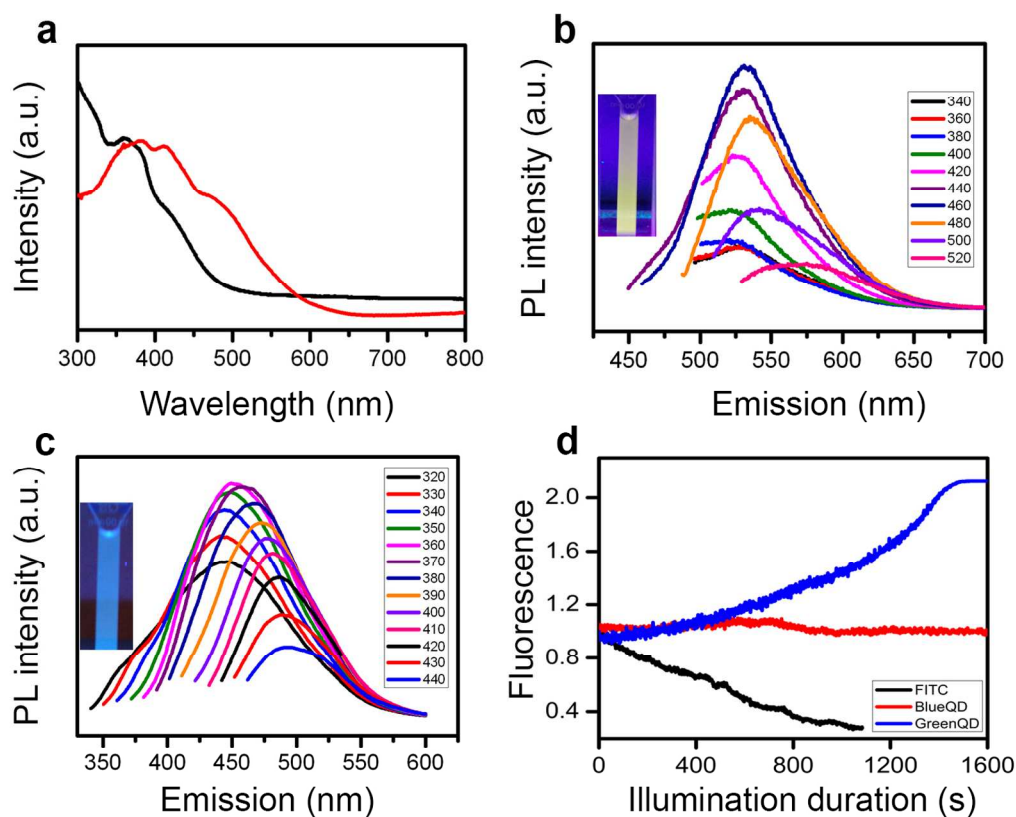 a
Intensity (a.u.)
300 400 500 600 700 800
Wavelength (nm)
b
PL intensity (a.u.)
340
360
380
400
420
440
460
480
500
520
450 500 550 600 650 700
Emission (nm)
c
PL intensity (a.u.)
320
330
340
350
360
370
380
390
400
410
420
430
440
350 400 450 500 550 600
Emission (nm)
d
Fluorescence
2.0
1.6
1.2
0.8
0.4
FITC
BlueQD
GreenQD
0 400 800 1200 1600
Illumination duration (s)